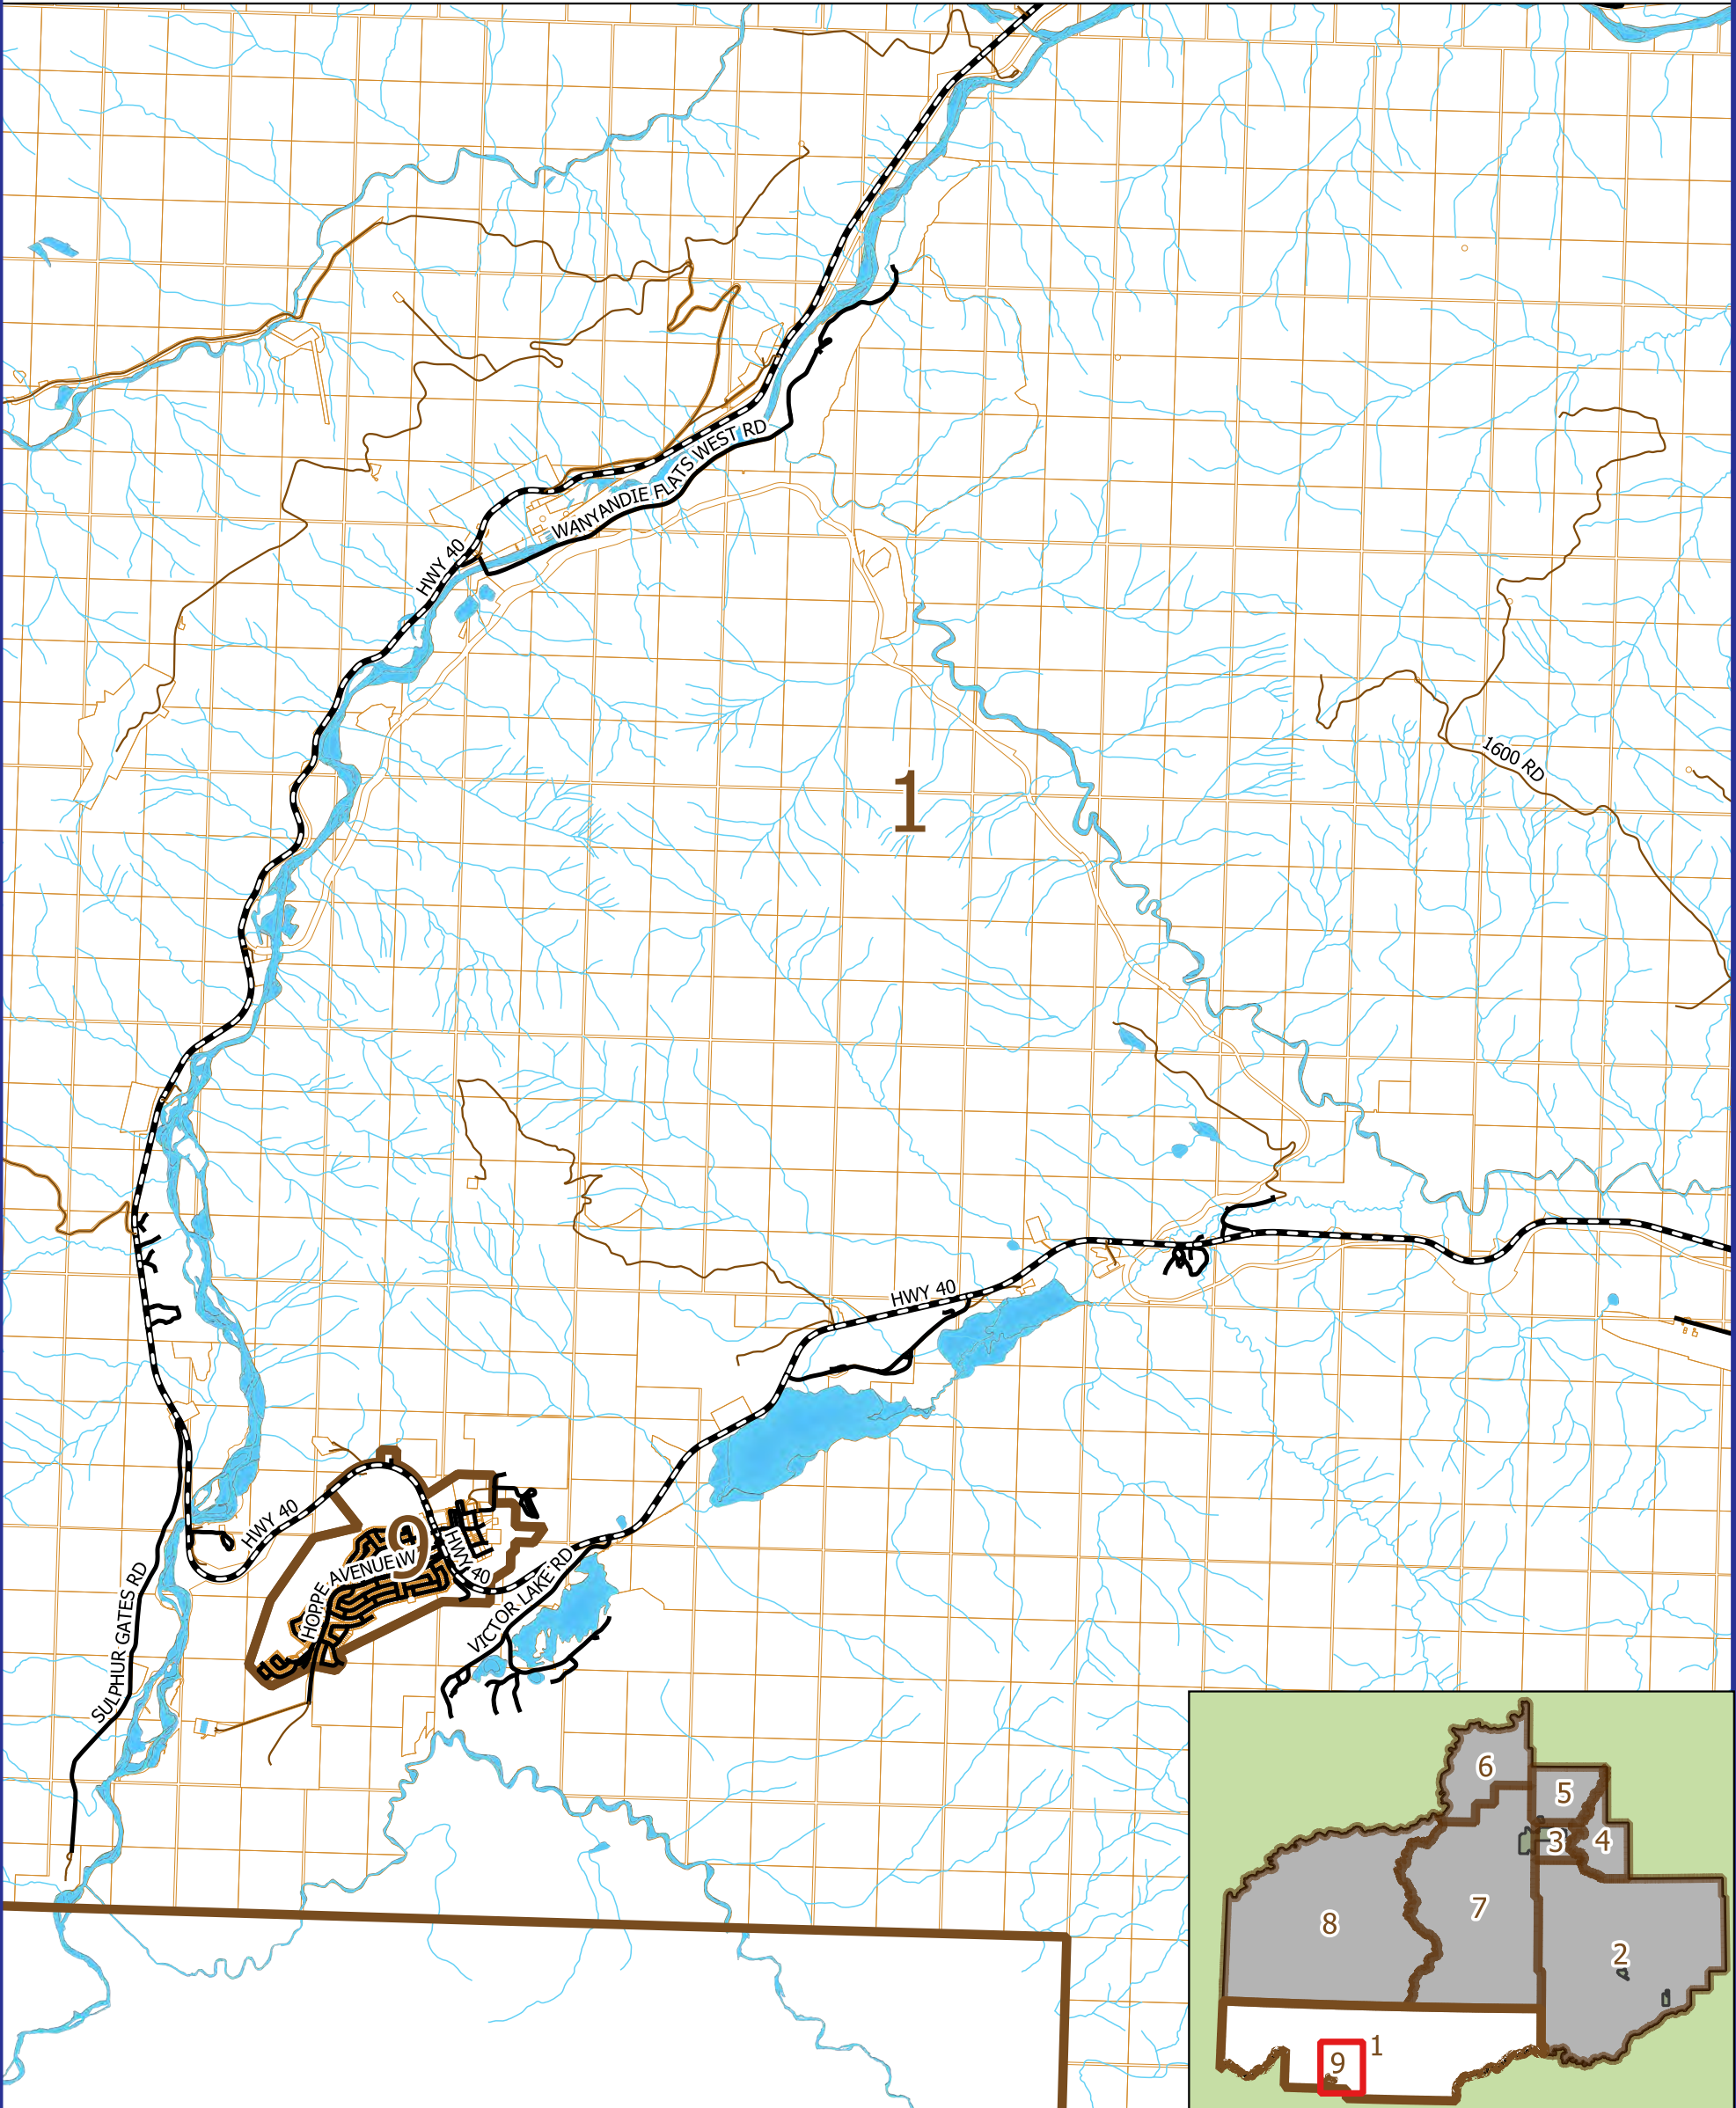 WANYANDIE FLATS WEST RD
HWY 40
1600 RD
1
HWY 40
HWY 40
9
HWY 40
HOPPE AVENUE W
VICTOR LAKE RD
SULPHUR GATES RD
6
5
3
4
7
8
2
1
9